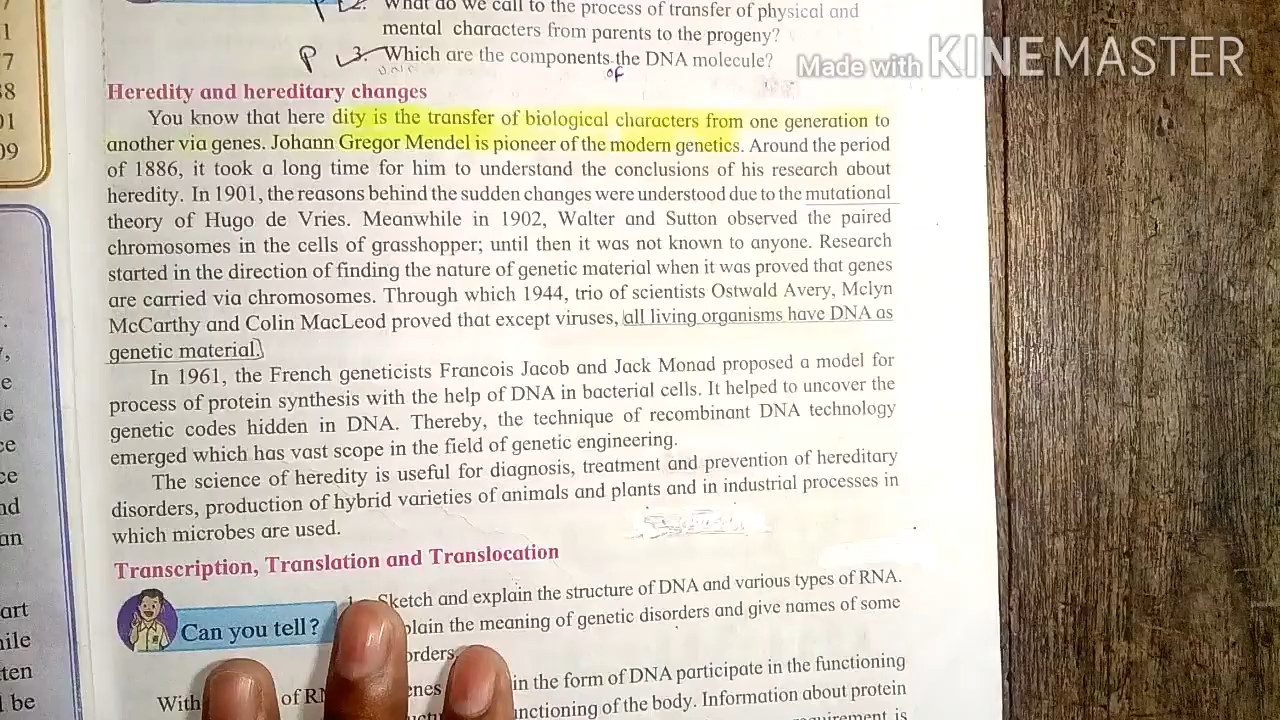 What do we call to the process of transfer of physical and
mental characters from parents to the progeny?
P 3. Which are the components the DNA molecule?
of
Made with KINEMASTER
Heredity and hereditary changes
You know that here dity is the transfer of biological characters from one generation to
another via genes. Johann Gregor Mendel is pioneer of the modern genetics. Around the period
of 1886, it took a long time for him to understand the conclusions of his research about
heredity. In 1901, the reasons behind the sudden changes were understood due to the mutational
theory of Hugo de Vries. Meanwhile in 1902, Walter and Sutton observed the paired
chromosomes in the cells of grasshopper; until then it was not known to anyone. Research
started in the direction of finding the nature of genetic material when it was proved that genes
are carried via chromosomes. Through which 1944, trio of scientists Ostwald Avery, Mclyn
McCarthy and Colin MacLeod proved that except viruses, all living organisms have DNA as
genetic material.
In 1961, the French geneticists Francois Jacob and Jack Monad proposed a model for
process of protein synthesis with the help of DNA in bacterial cells. It helped to uncover the
genetic codes hidden in DNA. Thereby, the technique of recombinant DNA technology
emerged which has vast scope in the field of genetic engineering.
The science of heredity is useful for diagnosis, treatment and prevention of hereditary
disorders, production of hybrid varieties of animals and plants and in industrial processes in
which microbes are used.
Transcription, Translation and Translocation
Can you tell?
Sketch and explain the structure of DNA and various types of RNA.
plain the meaning of genetic disorders and give names of some
orders.
With of in the form of DNA participate in the functioning
nctioning of the body. Information about protein